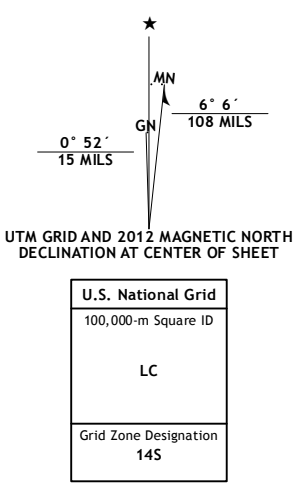 ★
MN
GN
6° 6´
108 MILS
0° 52´
15 MILS
UTM GRID AND 2012 MAGNETIC NORTH
DECLINATION AT CENTER OF SHEET
U.S. National Grid
100,000-m Square ID
LC
Grid Zone Designation
14S